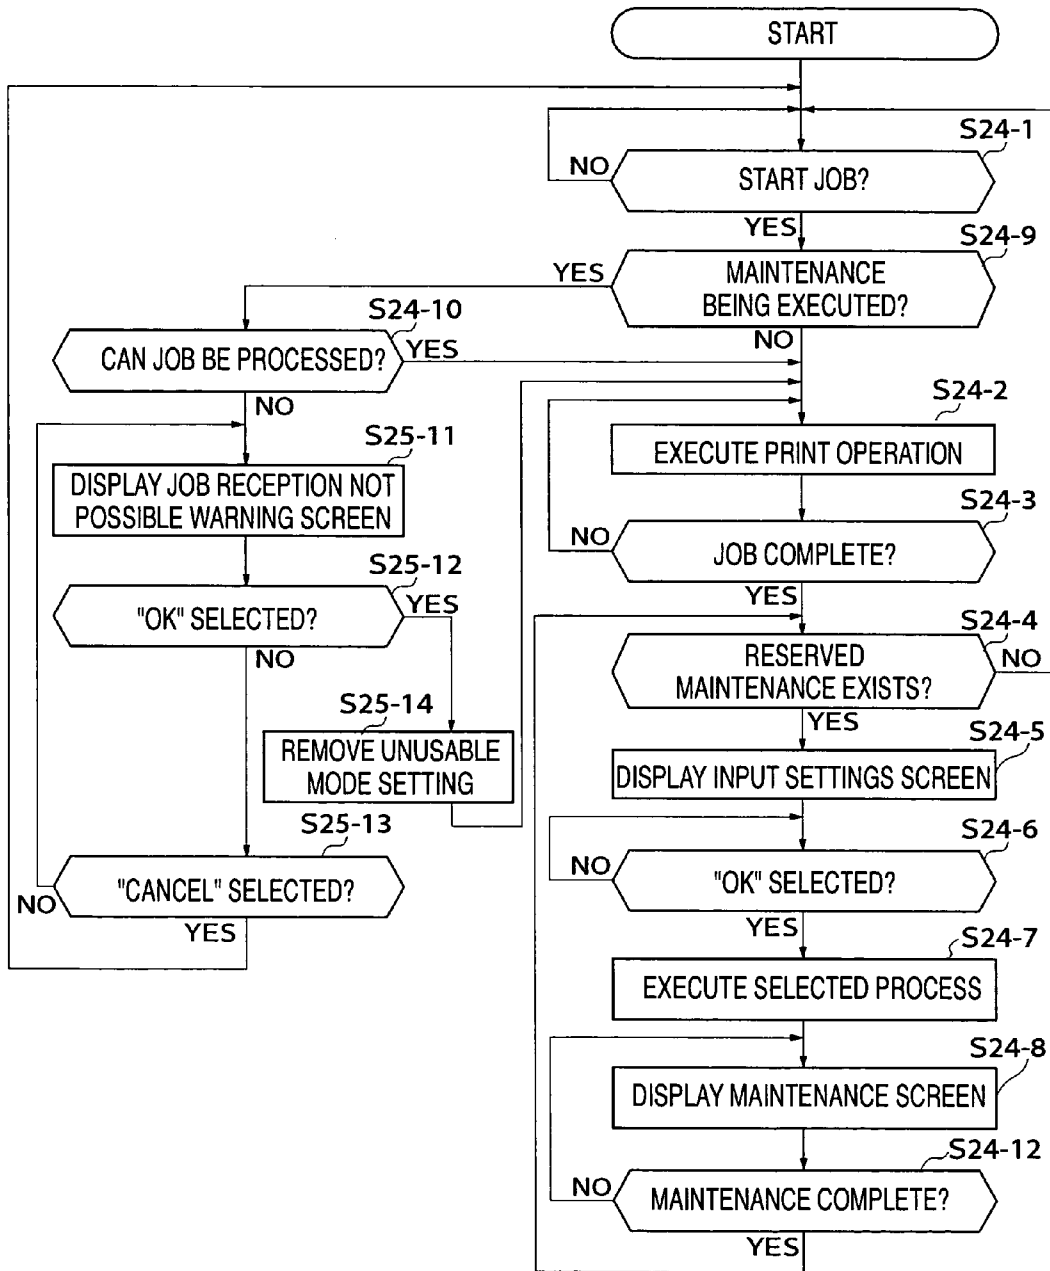 START
S24-1
NO
START JOB?
YES
S24-9
YES
MAINTENANCE
BEING EXECUTED?
NO
S24-10
CAN JOB BE PROCESSED?
YES
NO
S24-2
EXECUTE PRINT OPERATION
S25-11
DISPLAY JOB RECEPTION NOT
POSSIBLE WARNING SCREEN
S24-3
NO
JOB COMPLETE?
YES
S25-12
"OK" SELECTED?
YES
NO
S24-4
RESERVED
MAINTENANCE EXISTS?
NO
YES
S25-14
REMOVE UNUSABLE
MODE SETTING
S24-5
DISPLAY INPUT SETTINGS SCREEN
S25-13
"CANCEL" SELECTED?
NO
YES
S24-6
NO
"OK" SELECTED?
YES
S24-7
EXECUTE SELECTED PROCESS
S24-8
DISPLAY MAINTENANCE SCREEN
S24-12
NO
MAINTENANCE COMPLETE?
YES